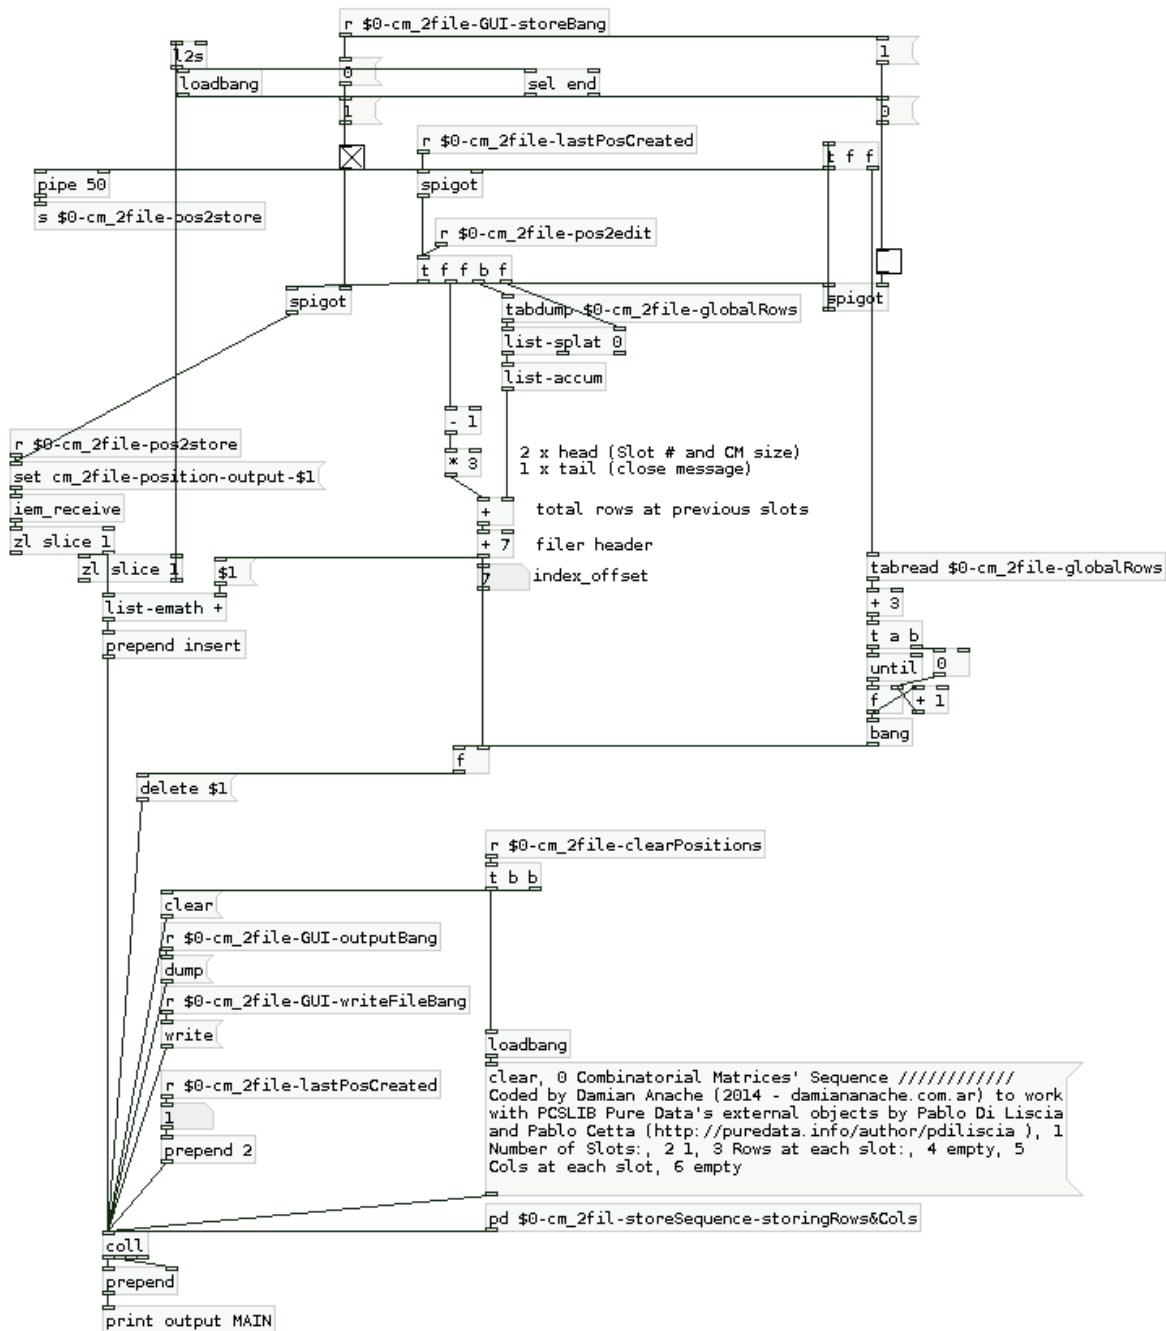 r $0-cm_2file-GUI-storeBang
l2s
1
0
loadbang
sel end
1
0
r $0-cm_2file-lastPosCreated
t f f
pipe 50
spigot
s $0-cm_2file-pos2store
r $0-cm_2file-pos2edit
t f f b f
spigot
spigot
tabdump $0-cm_2file-globalRows
list-splat 0
list-accum
- 1
r $0-cm_2file-pos2store
2 x head (Slot # and CM size)
* 3
1 x tail (close message)
set cm_2file-position-output-$1
iem_receive
+
total rows at previous slots
zl slice 1
+ 7
filer header
zl slice 1
$1
7
index_offset
tabread $0-cm_2file-globalRows
list-emath +
+ 3
prepend insert
t a b
until
0
f
+ 1
bang
f
delete $1
r $0-cm_2file-clearPositions
t b b
clear
r $0-cm_2file-GUI-outputBang
dump
r $0-cm_2file-GUI-writeFileBang
write
loadbang
clear, 0 Combinatorial Matrices' Sequence ////////////
Coded by Damian Anache (2014 - damiananache.com.ar) to work
with PCSLIB Pure Data's external objects by Pablo Di Liscia
and Pablo Cetta (http://puredata.info/author/pdiliscia ), 1
Number of Slots:, 2 1, 3 Rows at each slot:, 4 empty, 5
Cols at each slot, 6 empty
r $0-cm_2file-lastPosCreated
1
prepend 2
pd $0-cm_2fil-storeSequence-storingRows&Cols
coll
prepend
print output MAIN